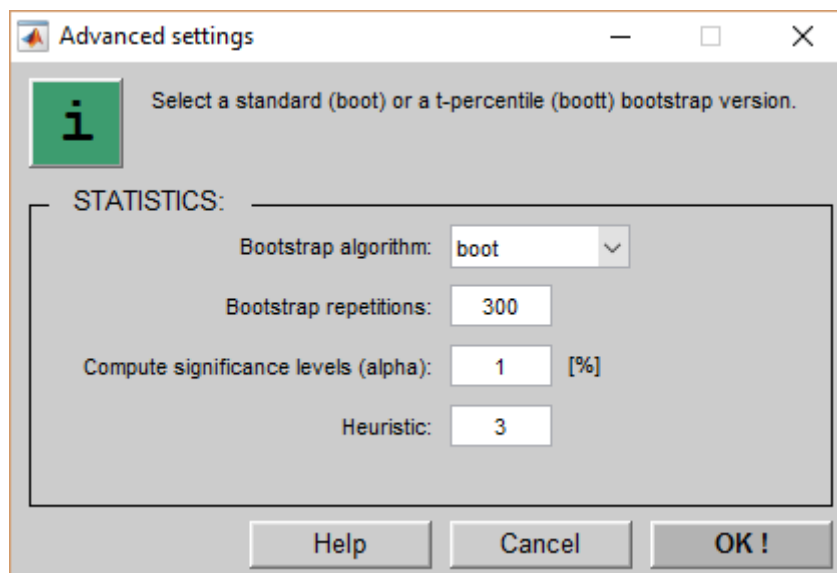 Advanced settings
i
Select a standard (boot) or a t-percentile (boott) bootstrap version.
STATISTICS:
Bootstrap algorithm: boot
Bootstrap repetitions: 300
Compute significance levels (alpha): 1 [%]
Heuristic: 3
Help Cancel OK !